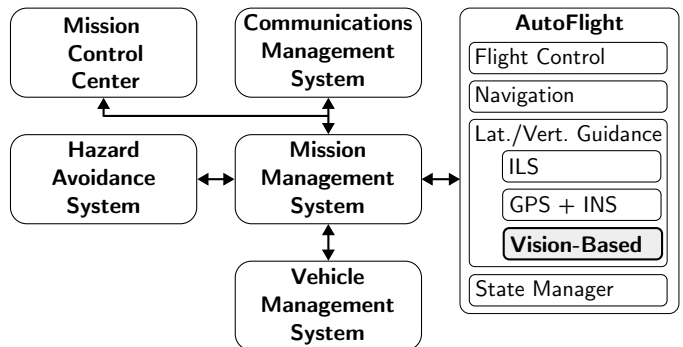 Mission
Control
Center
Communications
Management
System
AutoFlight
Flight Control
Navigation
Lat./Vert. Guidance
ILS
GPS + INS
Vision-Based
State Manager
Hazard
Avoidance
System
Mission
Management
System
Vehicle
Management
System